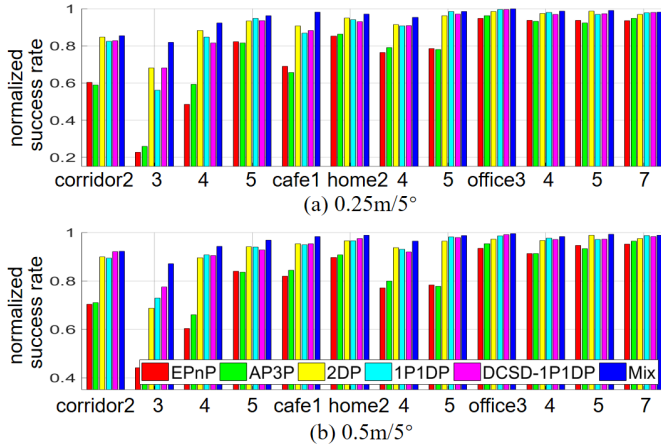 normalized
success rate
1
0.8
0.6
0.4
0.2
corridor2 3 4 5 cafe1 home2 4 5 office3 4 5 7
(a) 0.25m/5°
normalized
success rate
1
0.8
0.6
0.4
EPnP AP3P 2DP 1P1DP DCSD-1P1DP Mix
corridor2 3 4 5 cafe1 home2 4 5 office3 4 5 7
(b) 0.5m/5°